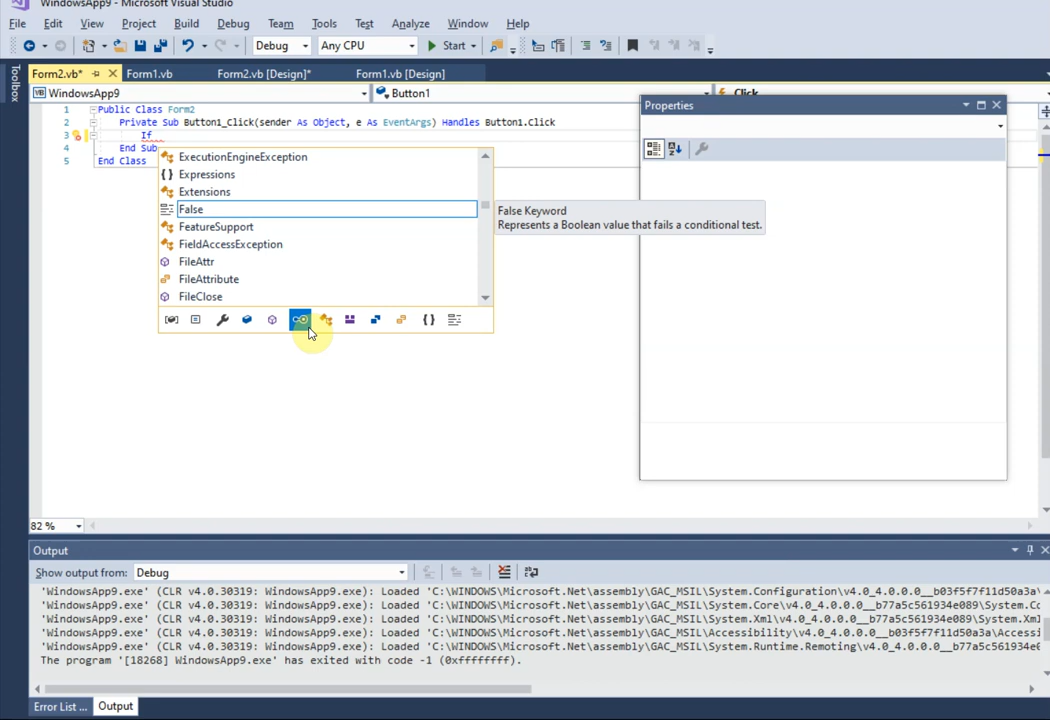 WindowsApp9 - Microsoft Visual Studio
File Edit View Project Build Debug Team Tools Test Analyze Window Help
Debug Any CPU Start
Toolbox
Form2.vb* Form1.vb Form2.vb [Design]* Form1.vb [Design]
VB WindowsApp9 Button1 Click
Properties
1 Public Class Form2
2 Private Sub Button1_Click(sender As Object, e As EventArgs) Handles Button1.Click
3 If
4 End Sub
5 End Class
ExecutionEngineException
{ } Expressions
Extensions
False
FeatureSupport
FieldAccessException
FileAttr
FileAttribute
FileClose
False Keyword
Represents a Boolean value that fails a conditional test.
82 %
Output
Show output from: Debug
'WindowsApp9.exe' (CLR v4.0.30319: WindowsApp9.exe): Loaded 'C:\WINDOWS\Microsoft.Net\assembly\GAC_MSIL\System.Configuration\v4.0_4.0.0.0__b03f5f7f11d50a3a\
'WindowsApp9.exe' (CLR v4.0.30319: WindowsApp9.exe): Loaded 'C:\WINDOWS\Microsoft.Net\assembly\GAC_MSIL\System.Core\v4.0_4.0.0.0__b77a5c561934e089\System.Co
'WindowsApp9.exe' (CLR v4.0.30319: WindowsApp9.exe): Loaded 'C:\WINDOWS\Microsoft.Net\assembly\GAC_MSIL\System.Xml\v4.0_4.0.0.0__b77a5c561934e089\System.XML
'WindowsApp9.exe' (CLR v4.0.30319: WindowsApp9.exe): Loaded 'C:\WINDOWS\Microsoft.Net\assembly\GAC_MSIL\Accessibility\v4.0_4.0.0.0__b03f5f7f11d50a3a\Accessi
'WindowsApp9.exe' (CLR v4.0.30319: WindowsApp9.exe): Loaded 'C:\WINDOWS\Microsoft.Net\assembly\GAC_MSIL\System.Runtime.Remoting\v4.0_4.0.0.0__b77a5c561934e0
The program '[18268] WindowsApp9.exe' has exited with code -1 (0xffffffff).
Error List ... Output